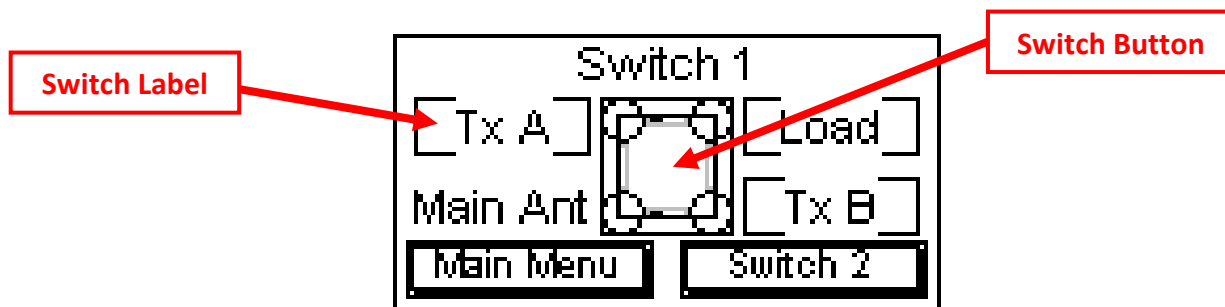 Switch Button
Switch 1
Switch Label
Tx A
Load
Main Ant
Tx B
Main Menu
Switch 2